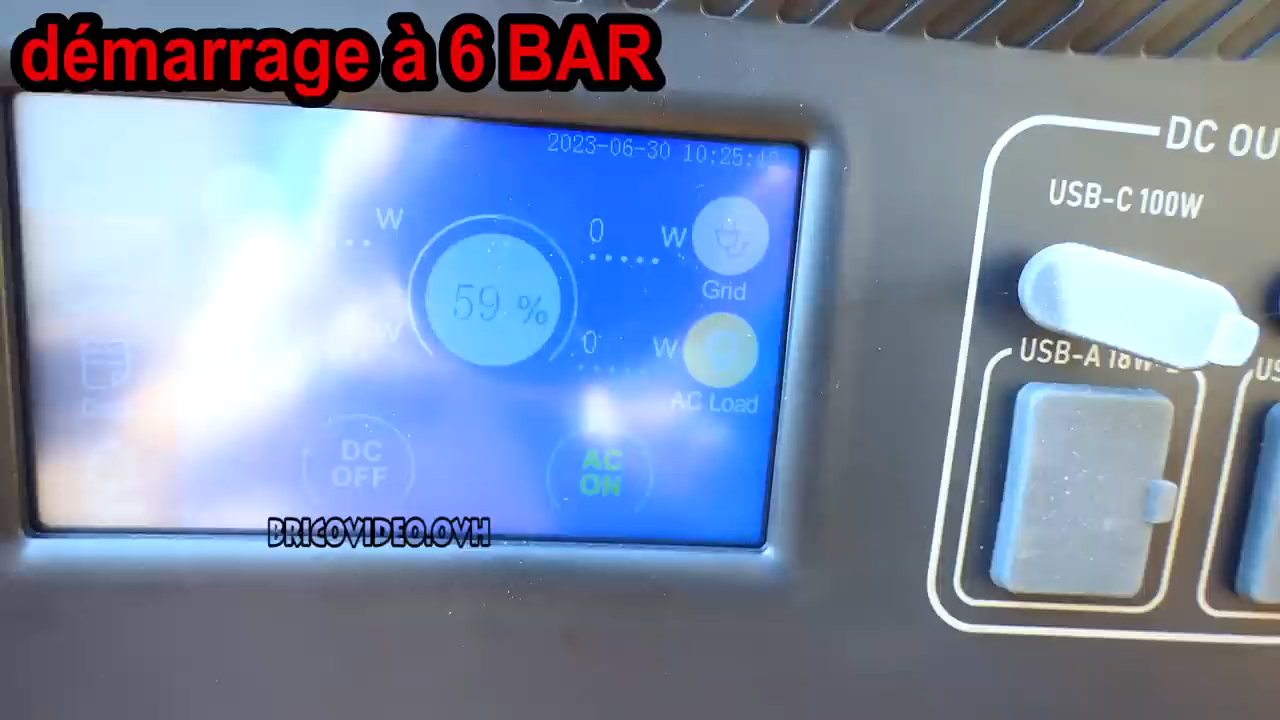 démarrage à 6 BAR
2023-06-30 10:25:
DC OU
USB-C 100W
W
0 W
59 %
Grid
W
0 W
USB-A 18W
US
AC Load
DC
OFF
AC
ON
BRICOVIDEO.OVH